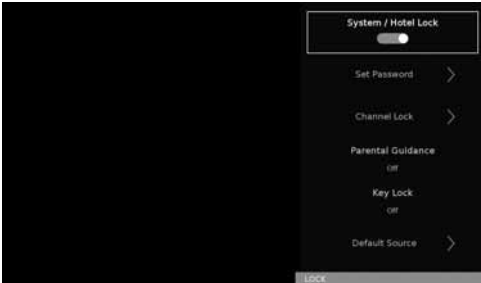 System / Hotel Lock
Set Password
Channel Lock
Parental Guidance
Off
Key Lock
Off
Default Source
LOCK